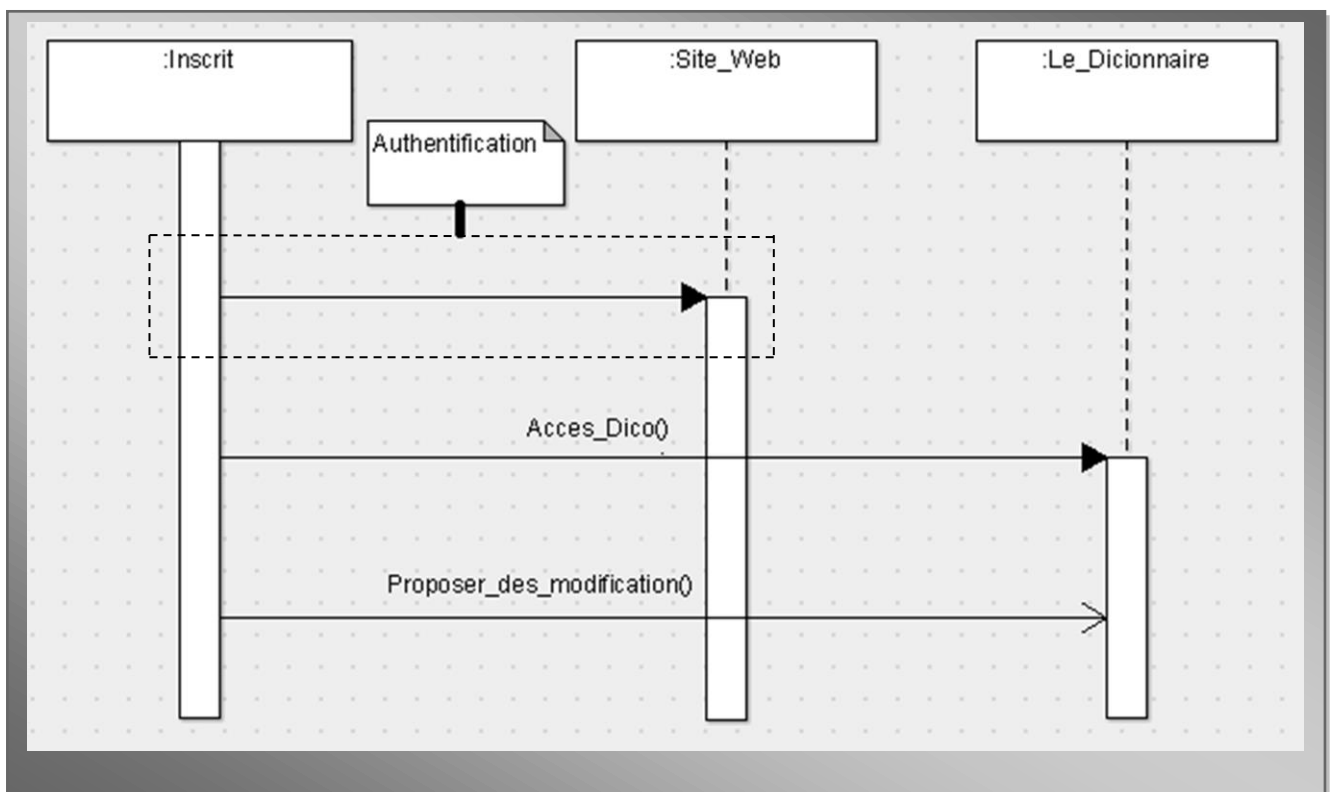 :Inscrit
:Site_Web
:Le_Dicionnaire
Authentification
Acces_Dico()
Proposer_des_modification()